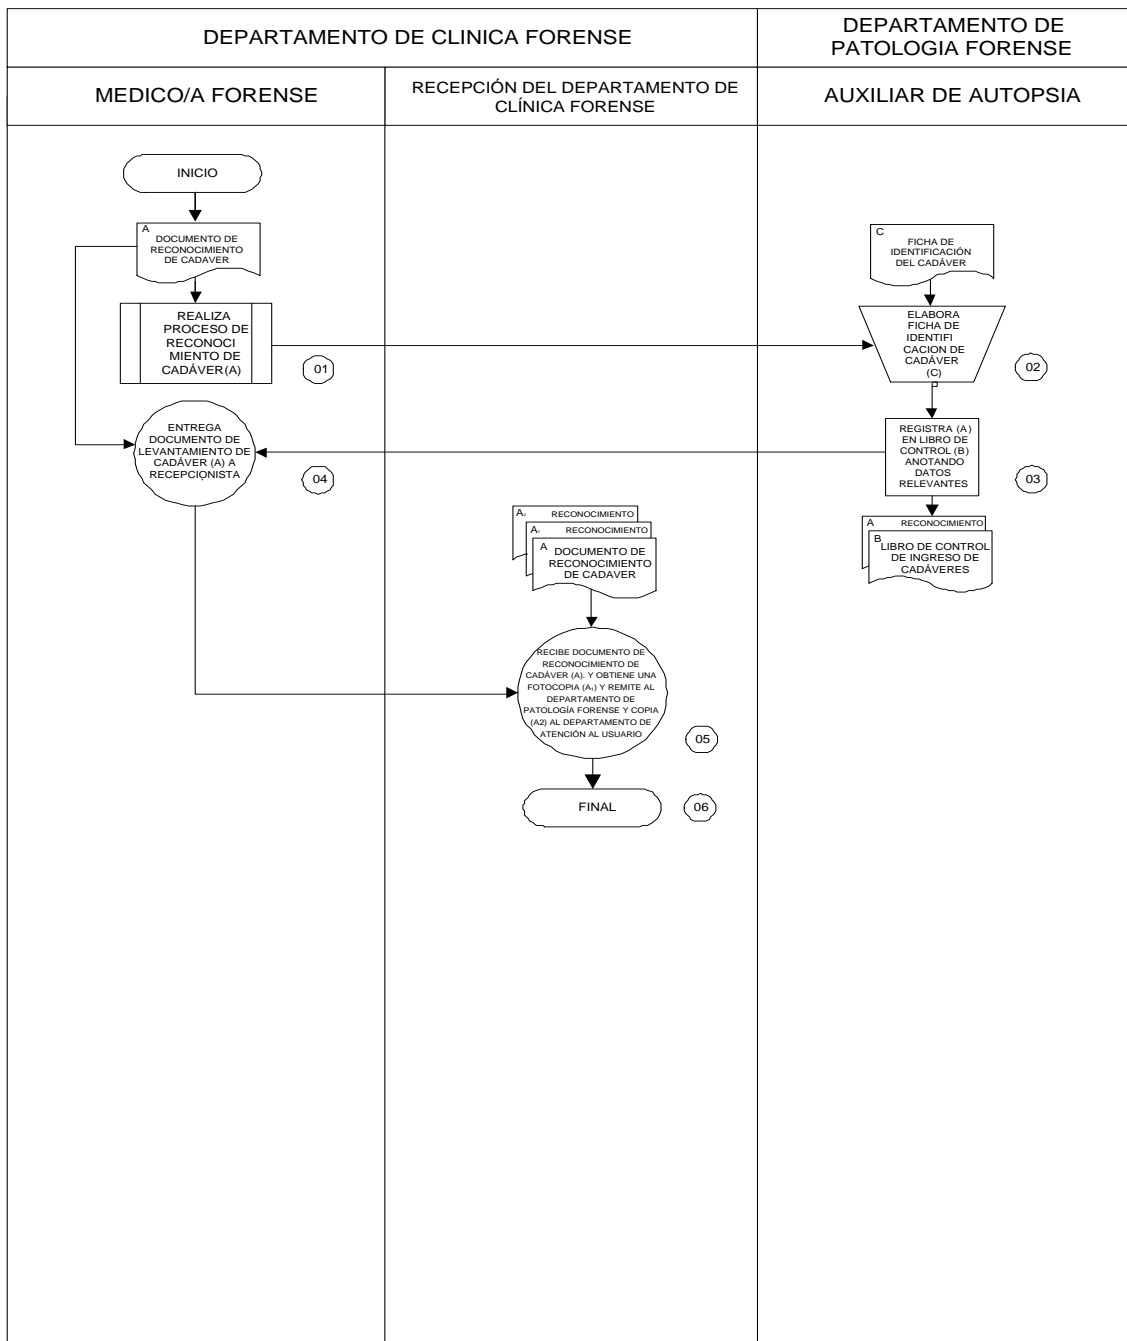 DEPARTAMENTO DE CLINICA FORENSE
DEPARTAMENTO DE
PATOLOGIA FORENSE
MEDICO/A FORENSE
RECEPCIÓN DEL DEPARTAMENTO DE
CLÍNICA FORENSE
AUXILIAR DE AUTOPSIA
INICIO
A
DOCUMENTO DE
RECONOCIMIENTO
DE CADAVER
REALIZA
PROCESO DE
RECONOCI
MIENTO DE
CADÁVER (A)
01
C
FICHA DE
IDENTIFICACIÓN
DEL CADÁVER
ELABORA
FICHA DE
IDENTIFI
CACION DE
CADÁVER
(C)
02
REGISTRA (A)
EN LIBRO DE
CONTROL (B)
ANOTANDO
DATOS
RELEVANTES
03
A RECONOCIMIENTO
B
LIBRO DE CONTROL
DE INGRESO DE
CADÁVERES
ENTREGA
DOCUMENTO DE
LEVANTAMIENTO DE
CADÁVER (A) A
RECEPCIONISTA
04
A₂ RECONOCIMIENTO
A₁ RECONOCIMIENTO
A DOCUMENTO DE
RECONOCIMIENTO
DE CADAVER
RECIBE DOCUMENTO DE
RECONOCIMIENTO DE
CADÁVER (A). Y OBTIENE UNA
FOTOCOPIA (A₁) Y REMITE AL
DEPARTAMENTO DE
PATOLOGÍA FORENSE Y COPIA
(A2) AL DEPARTAMENTO DE
ATENCIÓN AL USUARIO
05
FINAL
06